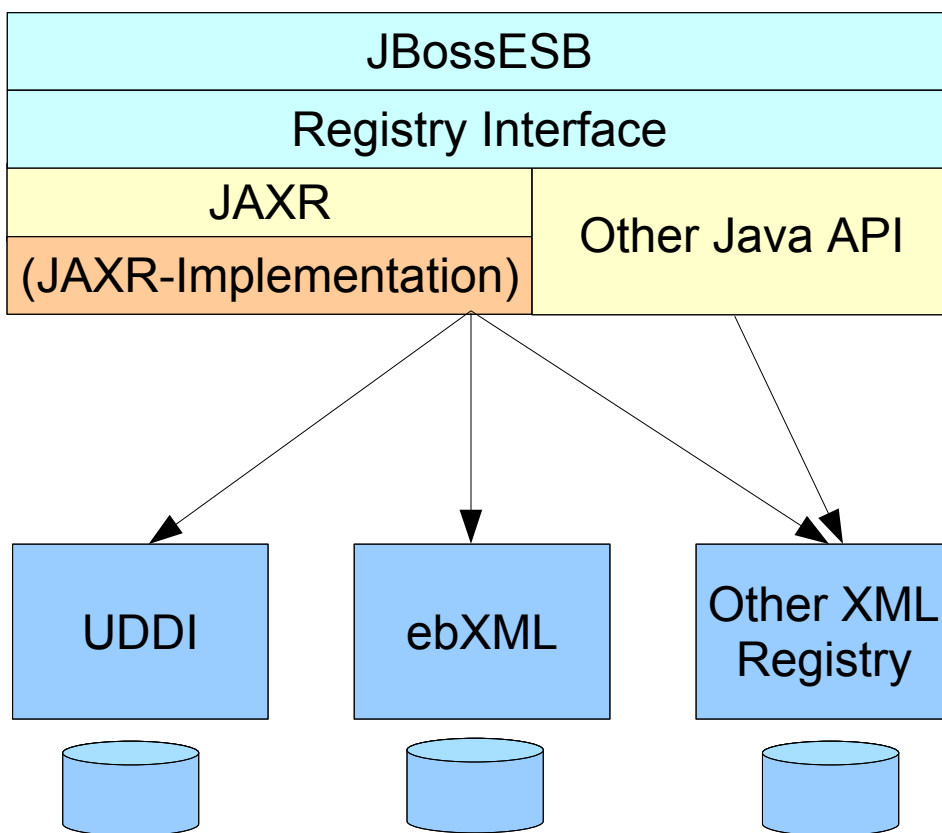 JBossESB
Registry Interface
JAXR
Other Java API
(JAXR-Implementation)
UDDI
ebXML
Other XML
Registry